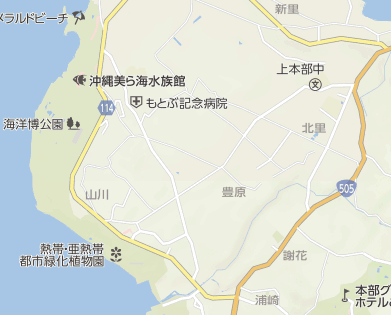 新里
メラルドビーチ
沖縄美ら海水族館
上本部中
114
もとぶ記念病院
海洋博公園
北里
山川
豊原
505
熱帯・亜熱帯
都市緑化植物園
謝花
本部グ
ホテル&
浦崎